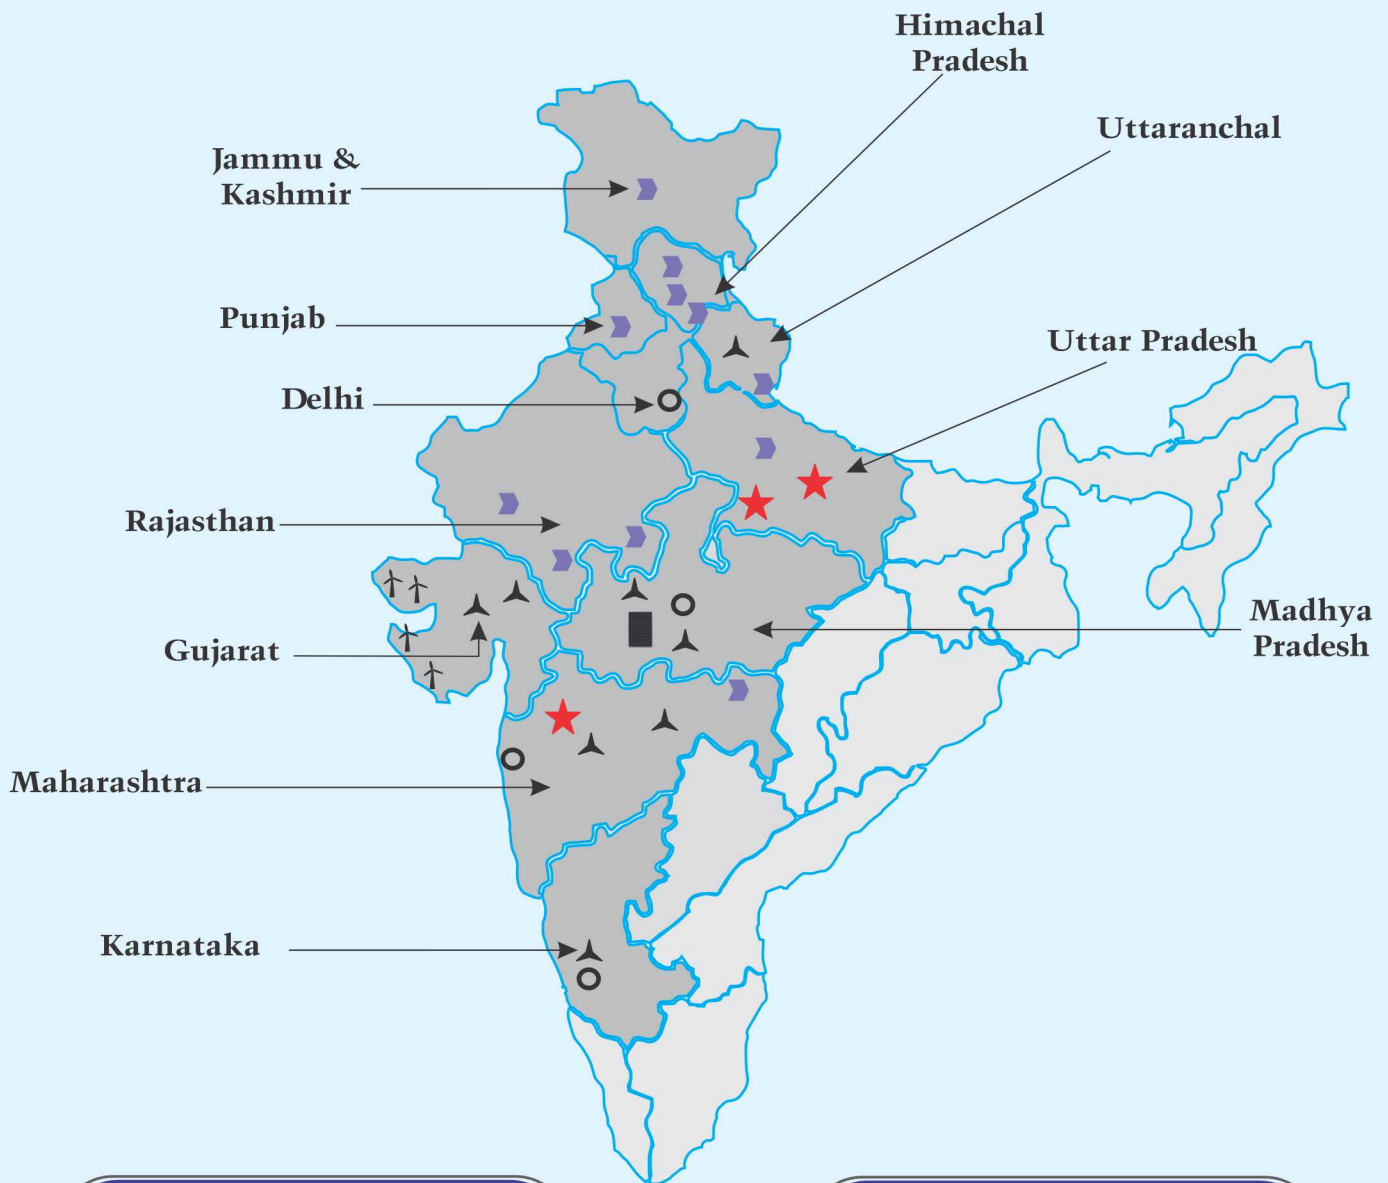 Himachal
Pradesh
Uttaranchal
Jammu &
Kashmir
Punjab
Uttar Pradesh
Delhi
Rajasthan
Madhya
Pradesh
Gujarat
Maharashtra
Karnataka